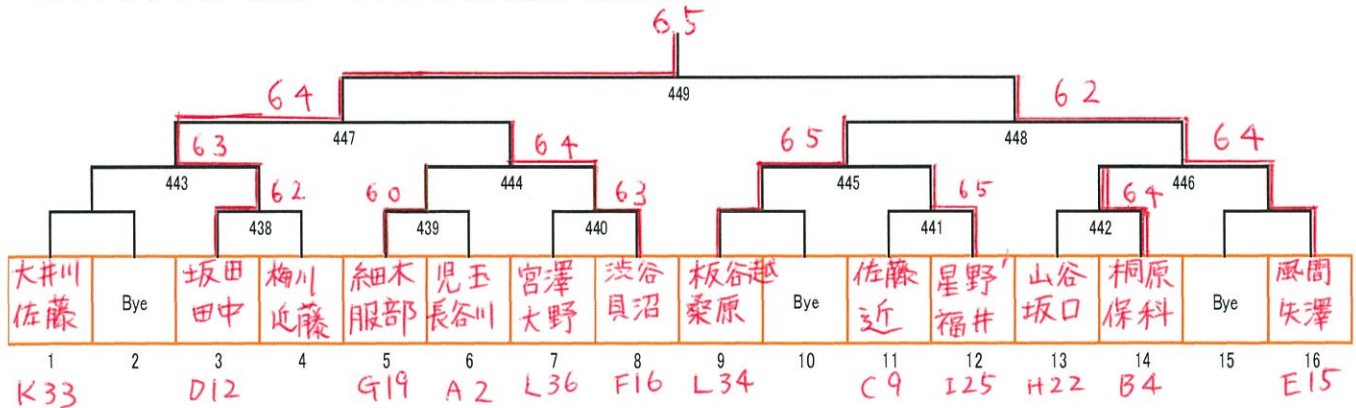 65
64 449 62
63 447 64 65 448 64
443 62 60 444 63 445 65 64 446
438 439 440 441 442
大井川 佐藤
Bye
坂田 田中
梅川 近藤
細木 服部
児玉 長谷川
宮澤 大野
渋谷 貝沼
板谷越 桑原
Bye
佐藤 近
星野 福井
山谷 坂口
桐原 保科
Bye
風間 矢澤
1 2 3 4 5 6 7 8 9 10 11 12 13 14 15 16
K33 D12 G19 A2 L36 F16 L34 C9 I25 H22 B4 E15